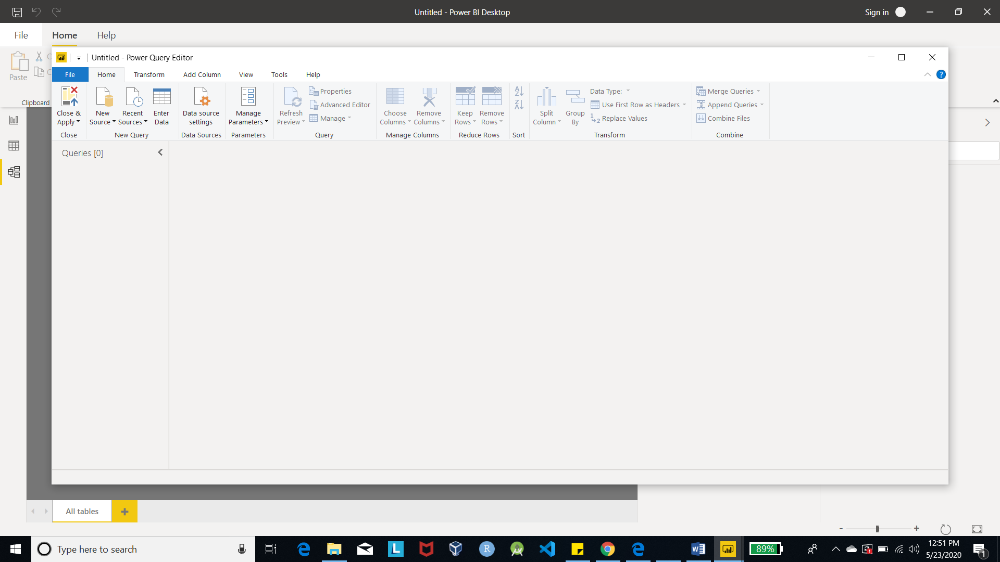 Untitled - Power BI Desktop
Sign in
File Home Help
Paste
Clipboard
Untitled - Power Query Editor
File Home Transform Add Column View Tools Help
?
Close & Apply
New Source
Recent Sources
Enter Data
Data source settings
Manage Parameters
Refresh Preview
Properties
Advanced Editor
Manage
Choose Columns
Remove Columns
Keep Rows
Remove Rows
A
Z
Z
A
Split Column
Group By
Data Type:
Use First Row as Headers
1 2 Replace Values
Merge Queries
Append Queries
Combine Files
Close
New Query
Data Sources
Parameters
Query
Manage Columns
Reduce Rows
Sort
Transform
Combine
Queries [0]
All tables
+
- +
Type here to search
L
R
W
89%
12:51 PM
5/23/2020
1